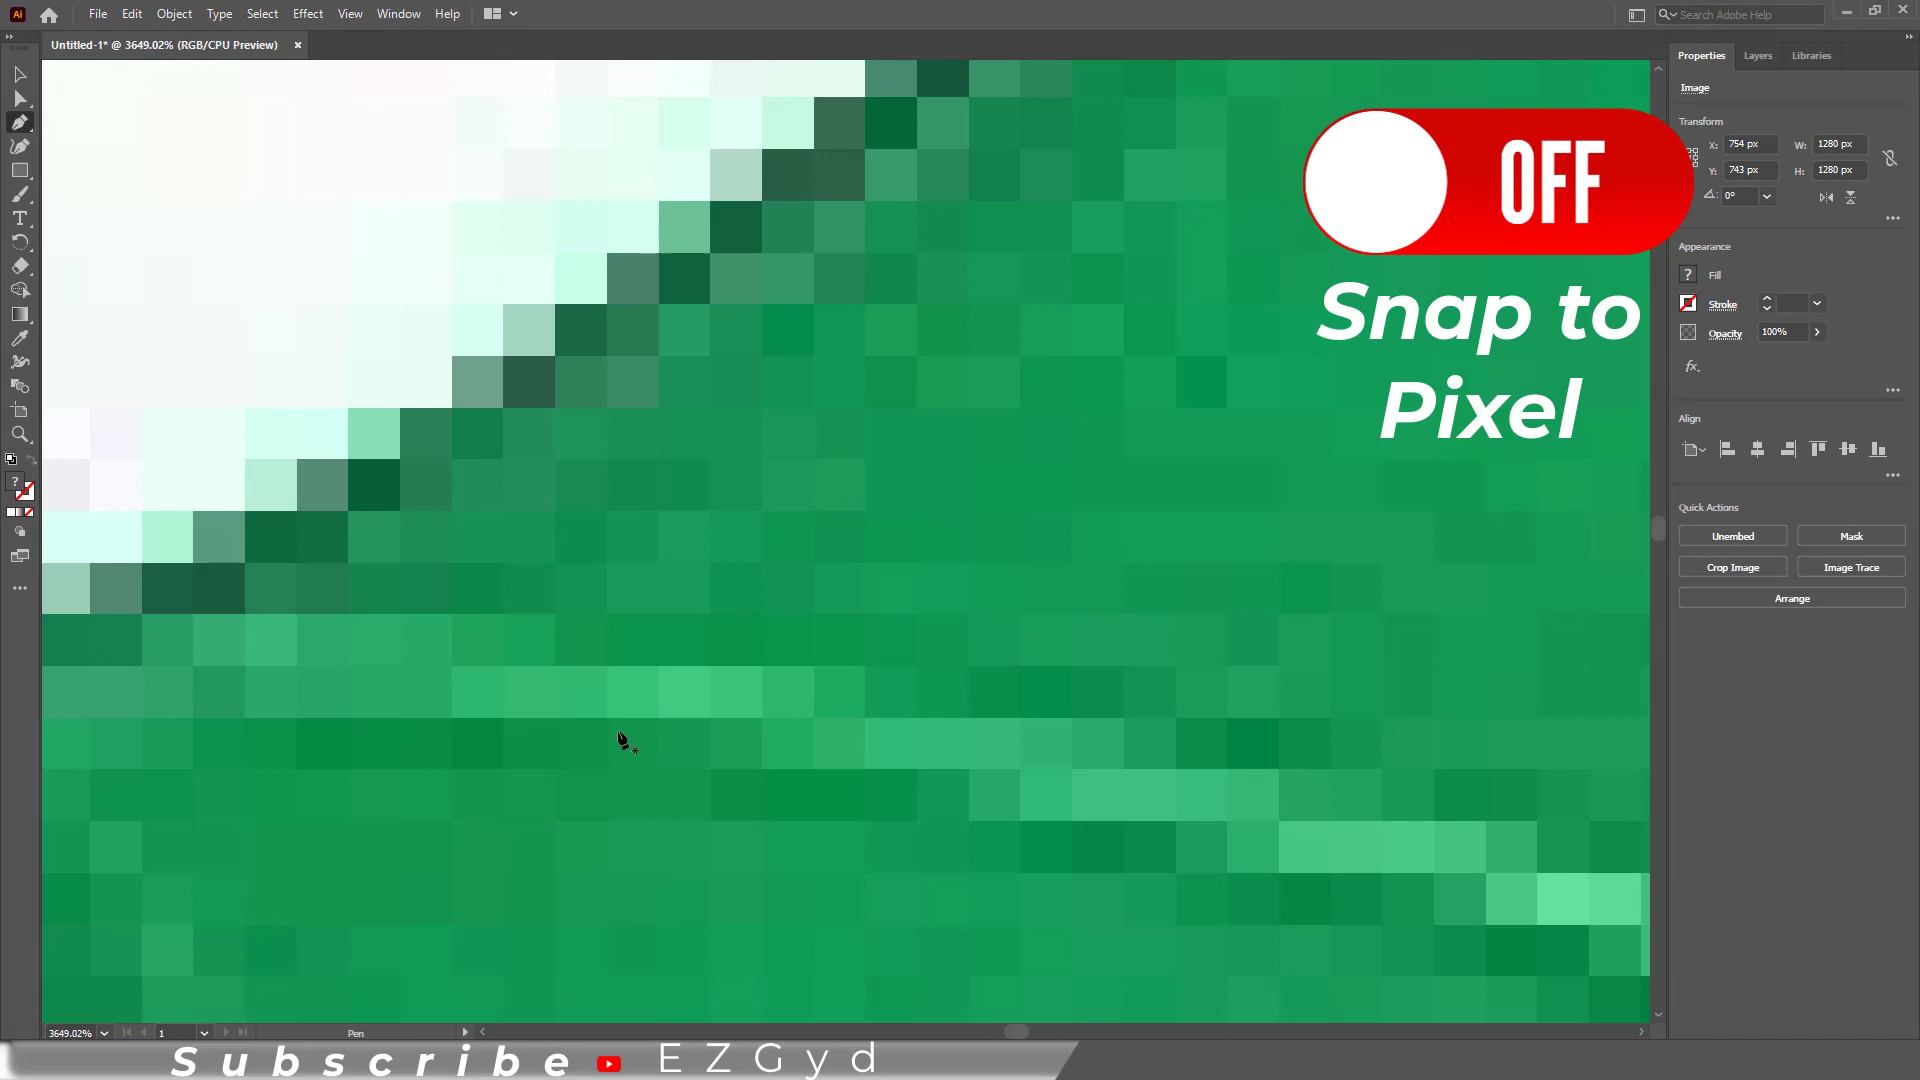 Ai File Edit Object Type Select Effect View Window Help Search Adobe Help
Untitled-1* @ 3649.02% (RGB/CPU Preview) ×
Properties Layers Libraries
Image
Transform
X: 754 px W: 1280 px
Y: 743 px H: 1280 px
0°
Appearance
? Fill
Stroke
Opacity 100%
fx.
Align
Quick Actions
Unembed Mask
Crop Image Image Trace
Arrange
OFF
Snap to
Pixel
3649.02% 1 Pen
Subscribe EZGyd